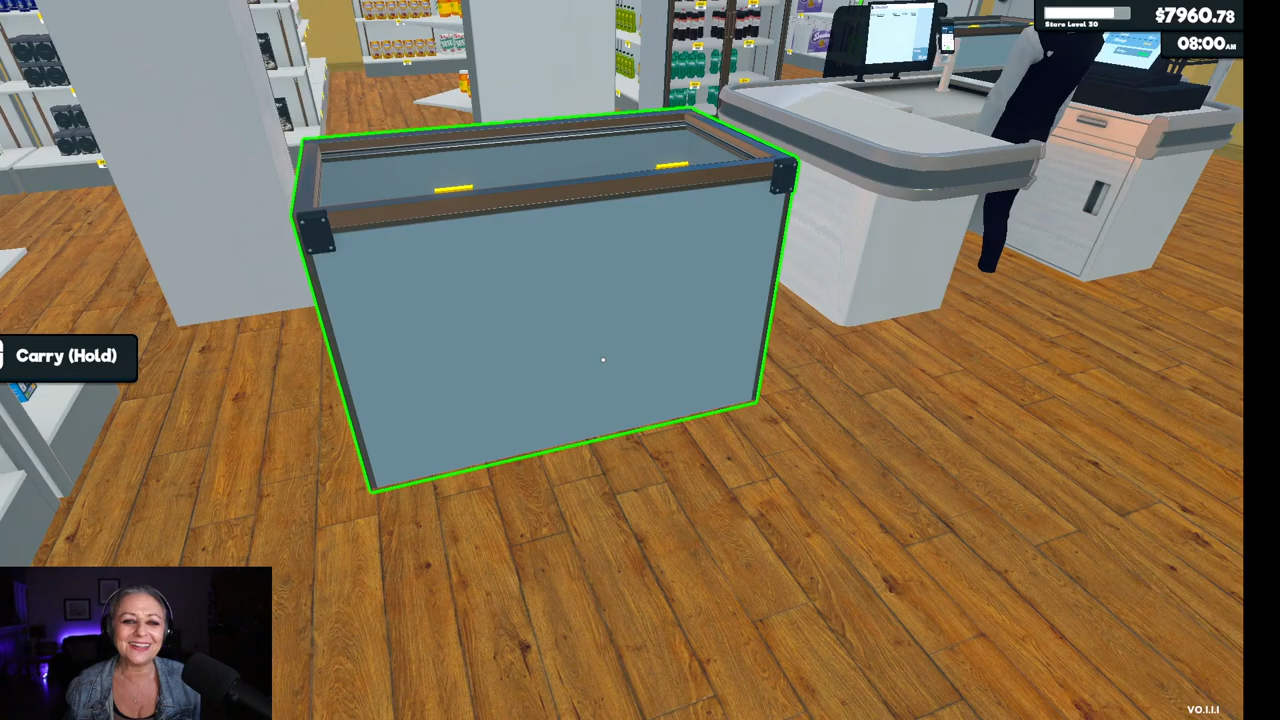 $7960.78
Store Level 30
08:00AM
Carry (Hold)
V0.1.1.1